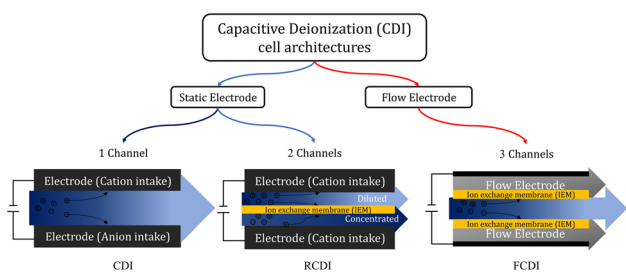 Capacitive Deionization (CDI)
cell architectures
Static Electrode
Flow Electrode
1 Channel
2 Channels
3 Channels
Electrode (Cation intake)
Electrode (Anion intake)
CDI
Electrode (Cation intake)
Diluted
Ion exchange membrane (IEM)
Concentrated
Electrode (Cation intake)
RCDI
Flow Electrode
Ion exchange membrane (IEM)
Ion exchange membrane (IEM)
Flow Electrode
FCDI